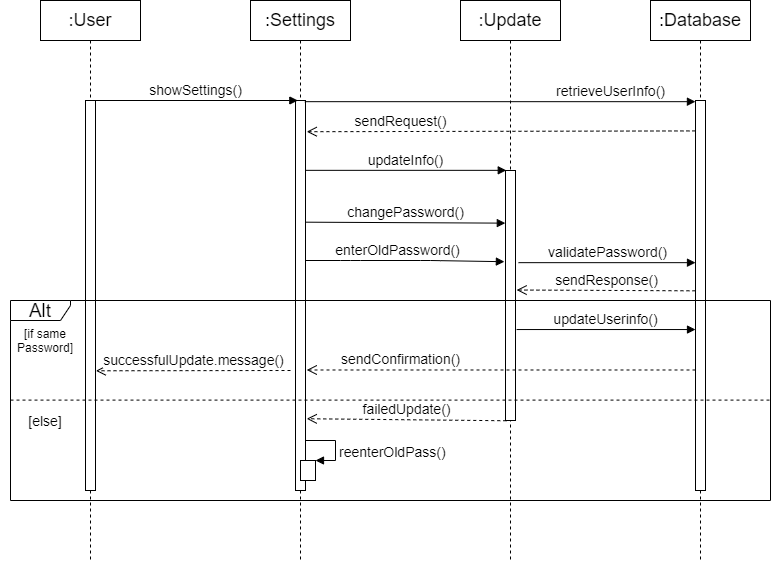 :User
:Settings
:Update
:Database
showSettings()
retrieveUserInfo()
sendRequest()
updateInfo()
changePassword()
enterOldPassword()
validatePassword()
sendResponse()
Alt
[if same
Password]
updateUserinfo()
successfulUpdate.message()
sendConfirmation()
failedUpdate()
[else]
reenterOldPass()